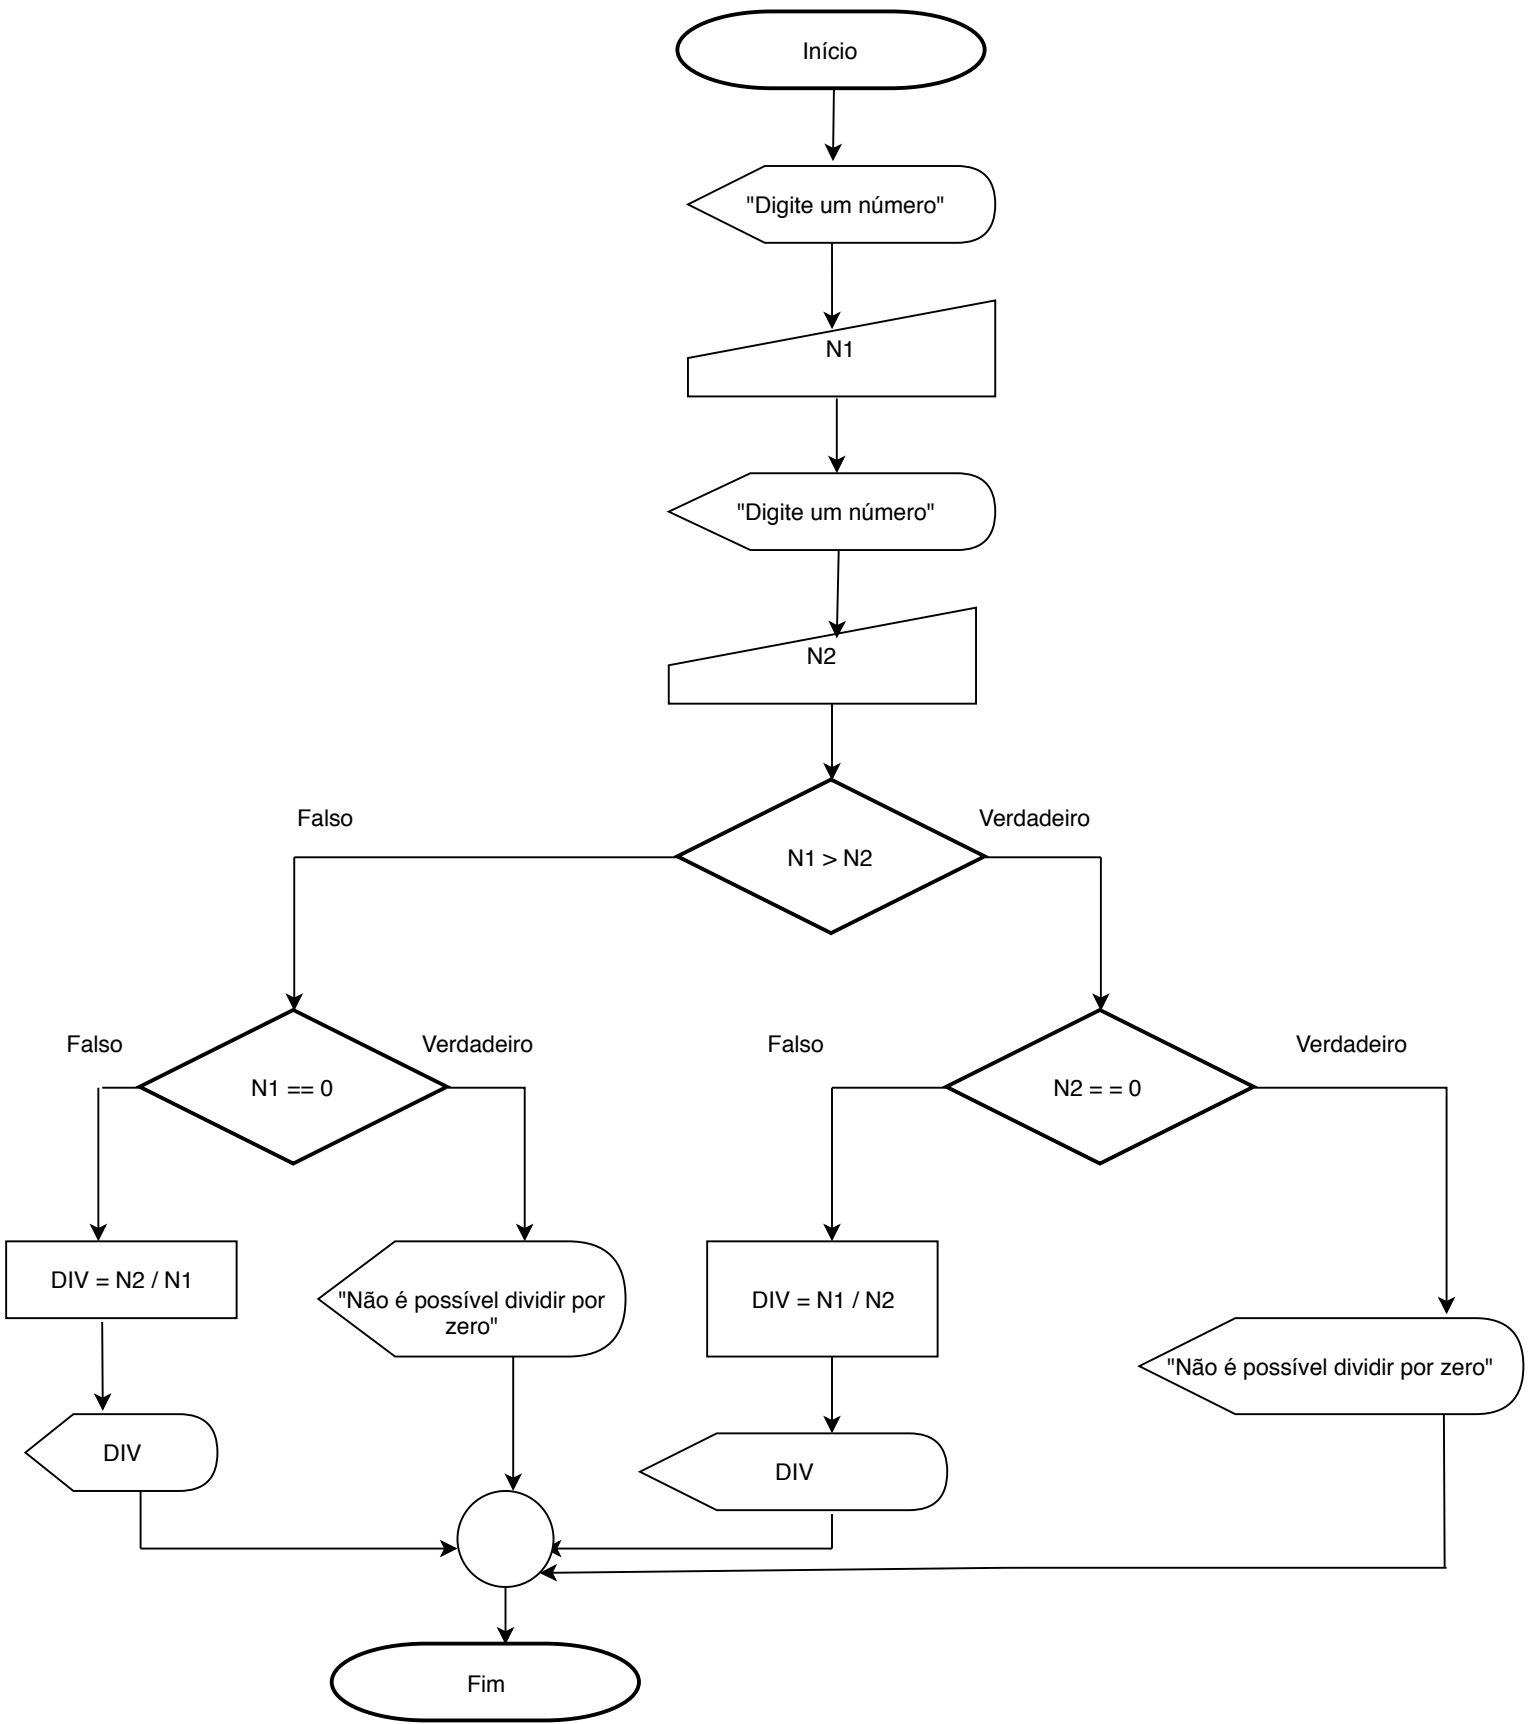 Início
"Digite um número"
N1
"Digite um número"
N2
Falso
Verdadeiro
N1 > N2
Falso
Verdadeiro
Falso
Verdadeiro
N1 == 0
N2 = = 0
DIV = N2 / N1
"Não é possível dividir por
zero"
DIV = N1 / N2
"Não é possível dividir por zero"
DIV
DIV
Fim